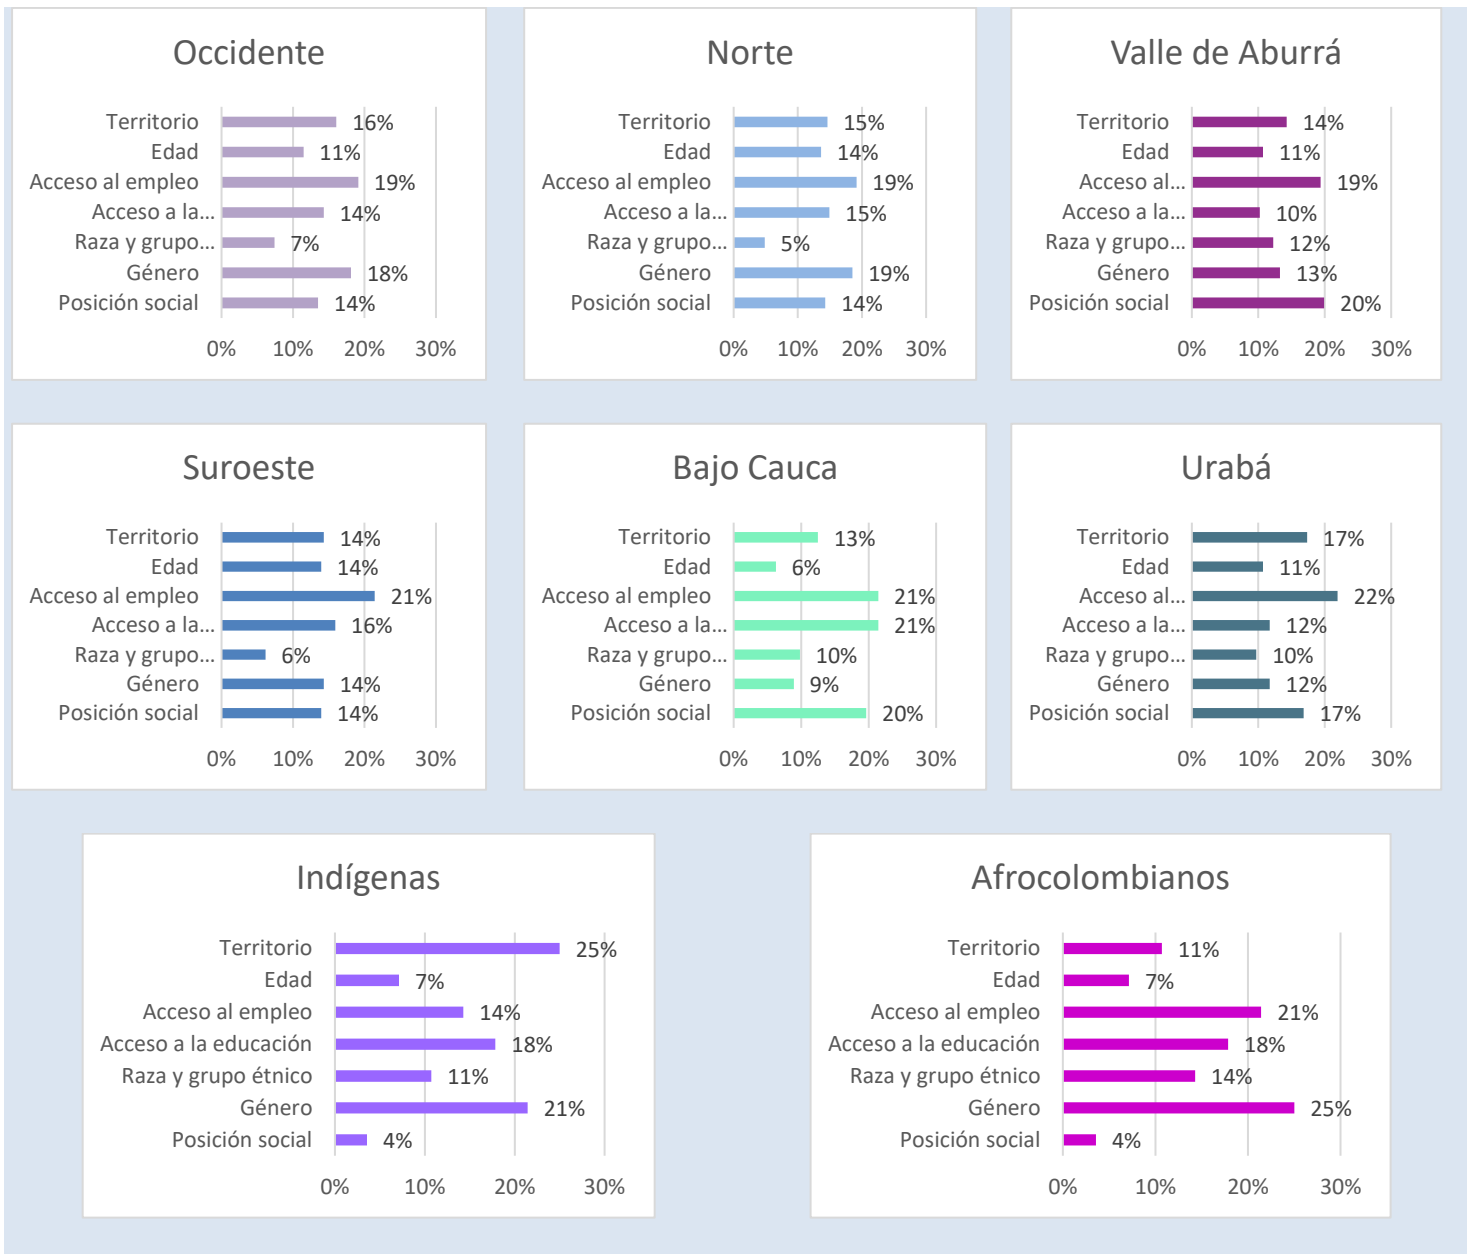 Occidente
Territorio 16%
Edad 11%
Acceso al empleo 19%
Acceso a la... 14%
Raza y grupo... 7%
Género 18%
Posición social 14%
0% 10% 20% 30%
Norte
Territorio 15%
Edad 14%
Acceso al empleo 19%
Acceso a la... 15%
Raza y grupo... 5%
Género 19%
Posición social 14%
0% 10% 20% 30%
Valle de Aburrá
Territorio 14%
Edad 11%
Acceso al... 19%
Acceso a la... 10%
Raza y grupo... 12%
Género 13%
Posición social 20%
0% 10% 20% 30%
Suroeste
Territorio 14%
Edad 14%
Acceso al empleo 21%
Acceso a la... 16%
Raza y grupo... 6%
Género 14%
Posición social 14%
0% 10% 20% 30%
Bajo Cauca
Territorio 13%
Edad 6%
Acceso al empleo 21%
Acceso a la... 21%
Raza y grupo... 10%
Género 9%
Posición social 20%
0% 10% 20% 30%
Urabá
Territorio 17%
Edad 11%
Acceso al... 22%
Acceso a la... 12%
Raza y grupo... 10%
Género 12%
Posición social 17%
0% 10% 20% 30%
Indígenas
Territorio 25%
Edad 7%
Acceso al empleo 14%
Acceso a la educación 18%
Raza y grupo étnico 11%
Género 21%
Posición social 4%
0% 10% 20% 30%
Afrocolombianos
Territorio 11%
Edad 7%
Acceso al empleo 21%
Acceso a la educación 18%
Raza y grupo étnico 14%
Género 25%
Posición social 4%
0% 10% 20% 30%